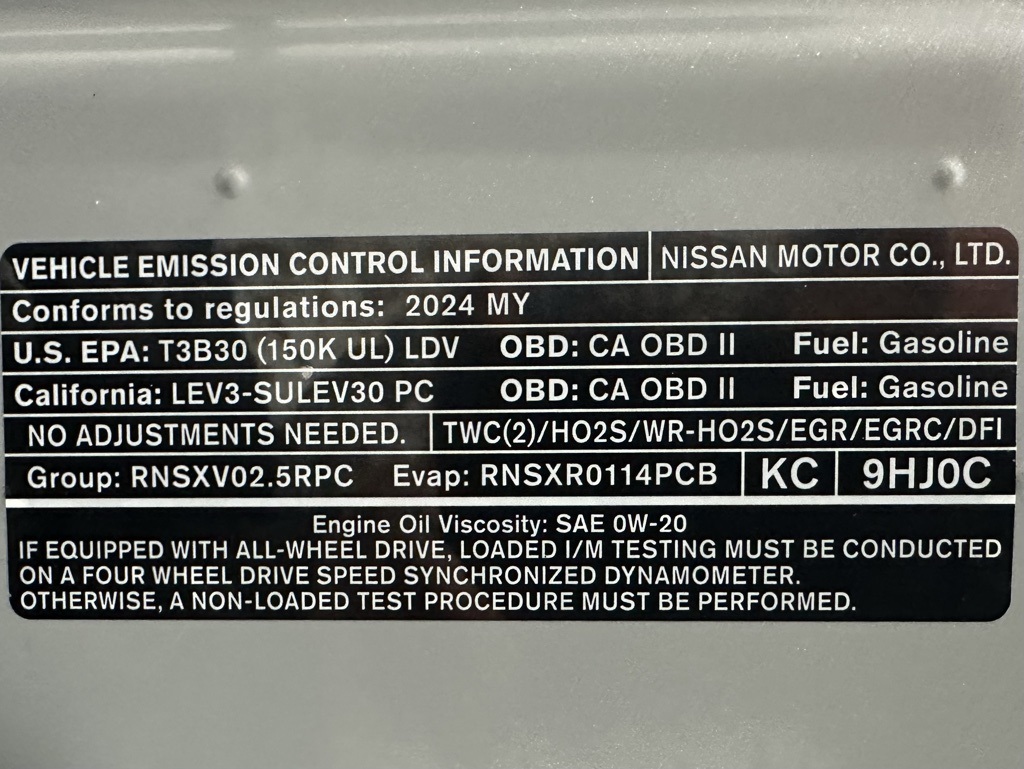 VEHICLE EMISSION CONTROL INFORMATION NISSAN MOTOR CO., LTD.
Conforms to regulations: 2024 MY
U.S. EPA: T3B30 (150K UL) LDV OBD: CA OBD II Fuel: Gasoline
California: LEV3-SULEV30 PC OBD: CA OBD II Fuel: Gasoline
NO ADJUSTMENTS NEEDED. TWC(2)/HO2S/WR-HO2S/EGR/EGRC/DFI
Group: RNSXV02.5RPC Evap: RNSXR0114PCB KC 9HJ0C
Engine Oil Viscosity: SAE 0W-20
IF EQUIPPED WITH ALL-WHEEL DRIVE, LOADED I/M TESTING MUST BE CONDUCTED
ON A FOUR WHEEL DRIVE SPEED SYNCHRONIZED DYNAMOMETER.
OTHERWISE, A NON-LOADED TEST PROCEDURE MUST BE PERFORMED.